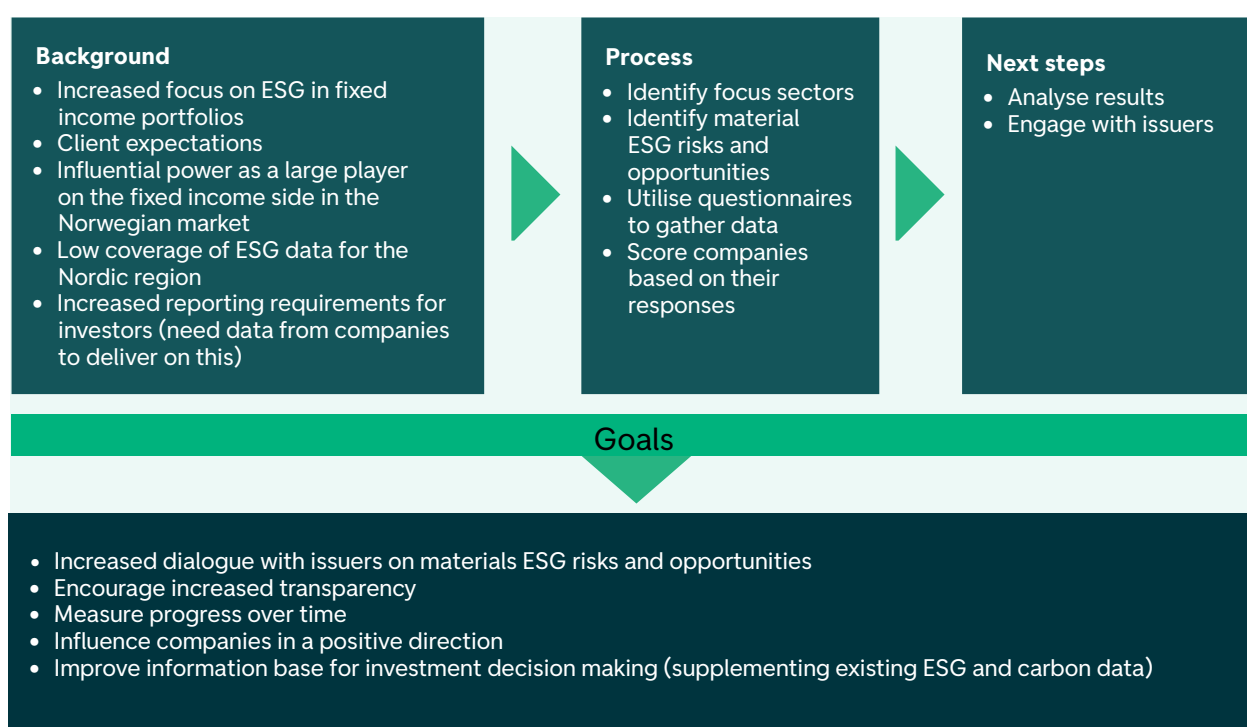 Background
• Increased focus on ESG in fixed
income portfolios
• Client expectations
• Influential power as a large player
on the fixed income side in the
Norwegian market
• Low coverage of ESG data for the
Nordic region
• Increased reporting requirements for
investors (need data from companies
to deliver on this)
Process
• Identify focus sectors
• Identify material
ESG risks and
opportunities
• Utilise questionnaires
to gather data
• Score companies
based on their
responses
Next steps
• Analyse results
• Engage with issuers
Goals
• Increased dialogue with issuers on materials ESG risks and opportunities
• Encourage increased transparency
• Measure progress over time
• Influence companies in a positive direction
• Improve information base for investment decision making (supplementing existing ESG and carbon data)